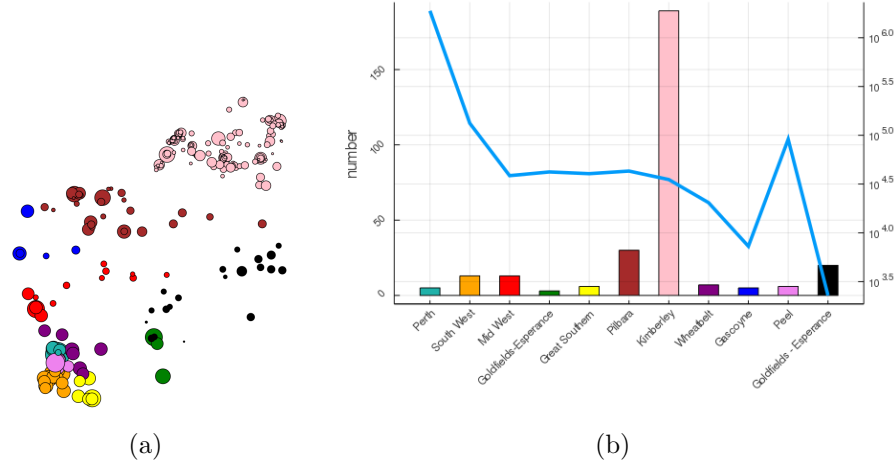 number
150
100
50
0
10^6.0
10^5.5
10^5.0
10^4.5
10^4.0
10^3.5
Perth
South West
Mid West
Goldfields-Esperance
Great Southern
Pilbara
Kimberley
Wheatbelt
Gascoyne
Peel
Goldfields - Esperance
(a)
(b)